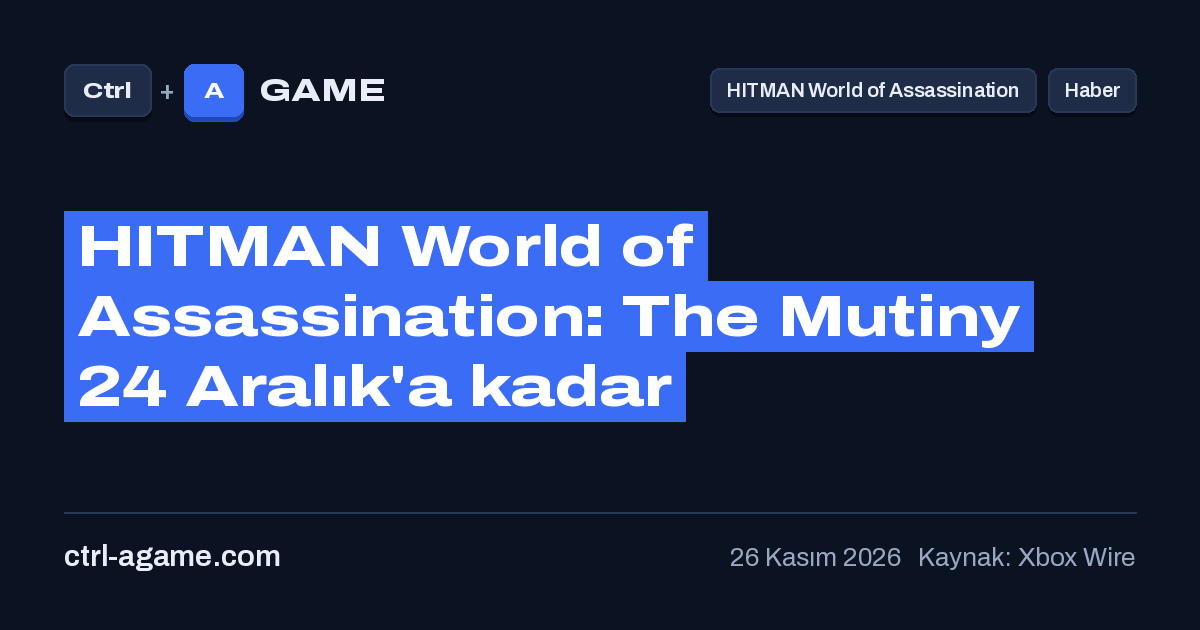 Ctrl + A GAME
HITMAN World of Assassination Haber
HITMAN World of
Assassination: The Mutiny
24 Aralık'a kadar
ctrl-agame.com
26 Kasım 2026 Kaynak: Xbox Wire